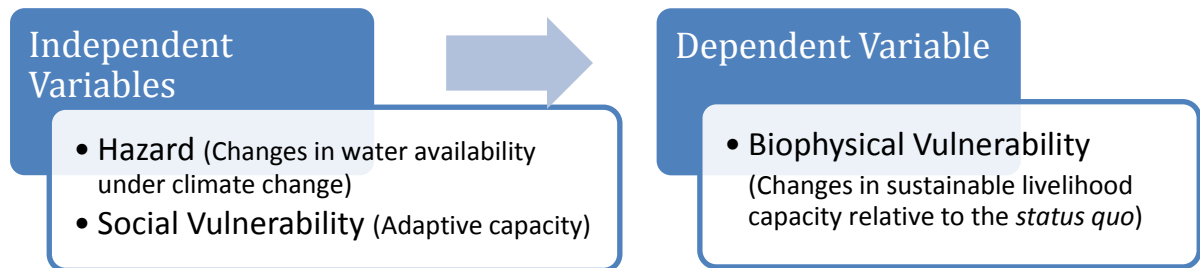 Independent
Variables
• Hazard (Changes in water availability
under climate change)
• Social Vulnerability (Adaptive capacity)
Dependent Variable
• Biophysical Vulnerability
(Changes in sustainable livelihood
capacity relative to the status quo)